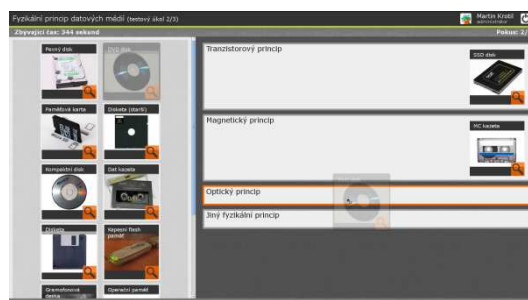 Fyzikální princip datových médií (testový úkol 2/3)
Martin Krobil
administrátor
Zbývající čas: 344 sekund
Pokus: 2/
Pevný disk
DVD disk
Paměťová karta
Disketa (starší)
Kompaktní disk
Dat kazeta
Disketa
Kapesní flash
paměť
Gramofonová
deska
Operační paměť
Tranzistorový princip
SSD disk
Magnetický princip
MC kazeta
Optický princip
Jiný fyzikální princip